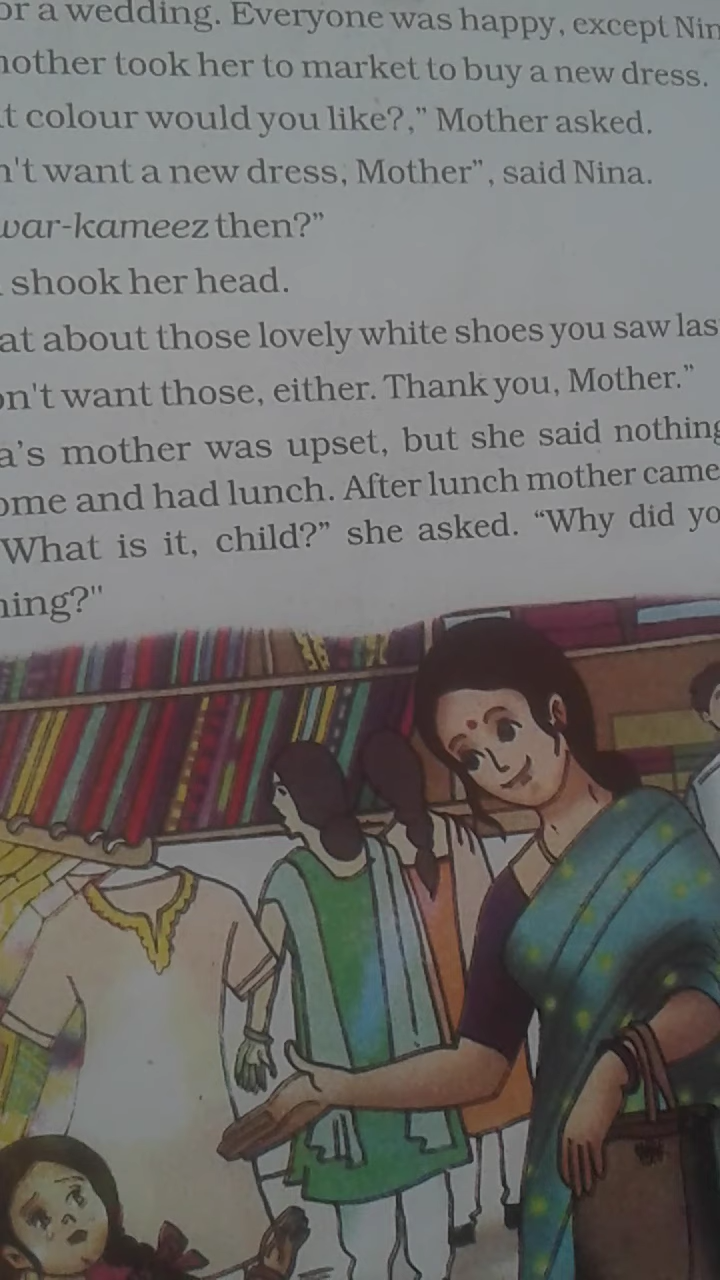 or a wedding. Everyone was happy, except Nin
nother took her to market to buy a new dress.
t colour would you like?,” Mother asked.
n't want a new dress, Mother”, said Nina.
war-kameez then?”
shook her head.
at about those lovely white shoes you saw las
on't want those, either. Thank you, Mother.”
a’s mother was upset, but she said nothing
ome and had lunch. After lunch mother came
What is it, child?” she asked. “Why did yo
hing?"